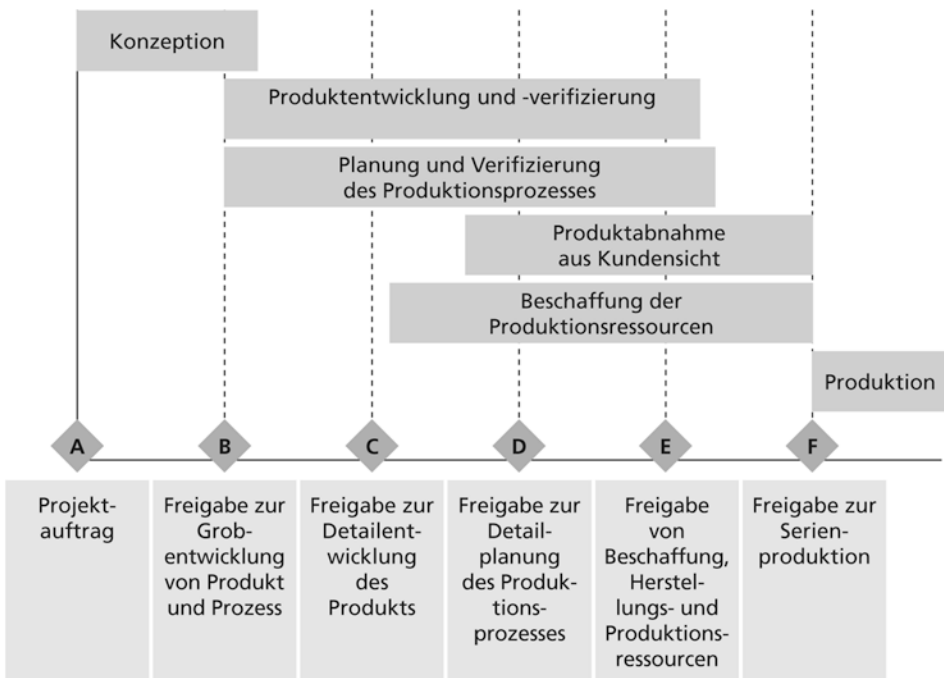 Konzeption
Produktentwicklung und -verifizierung
Planung und Verifizierung
des Produktionsprozesses
Produktabnahme
aus Kundensicht
Beschaffung der
Produktionsressourcen
Produktion
A
B
C
D
E
F
Projekt-
auftrag
Freigabe zur
Grob-
entwicklung
von Produkt
und Prozess
Freigabe zur
Detailent-
wicklung
des
Produkts
Freigabe zur
Detail-
planung
des Produk-
tions-
prozesses
Freigabe
von
Beschaffung,
Herstel-
lungs- und
Produktions-
ressourcen
Freigabe zur
Serien-
produktion